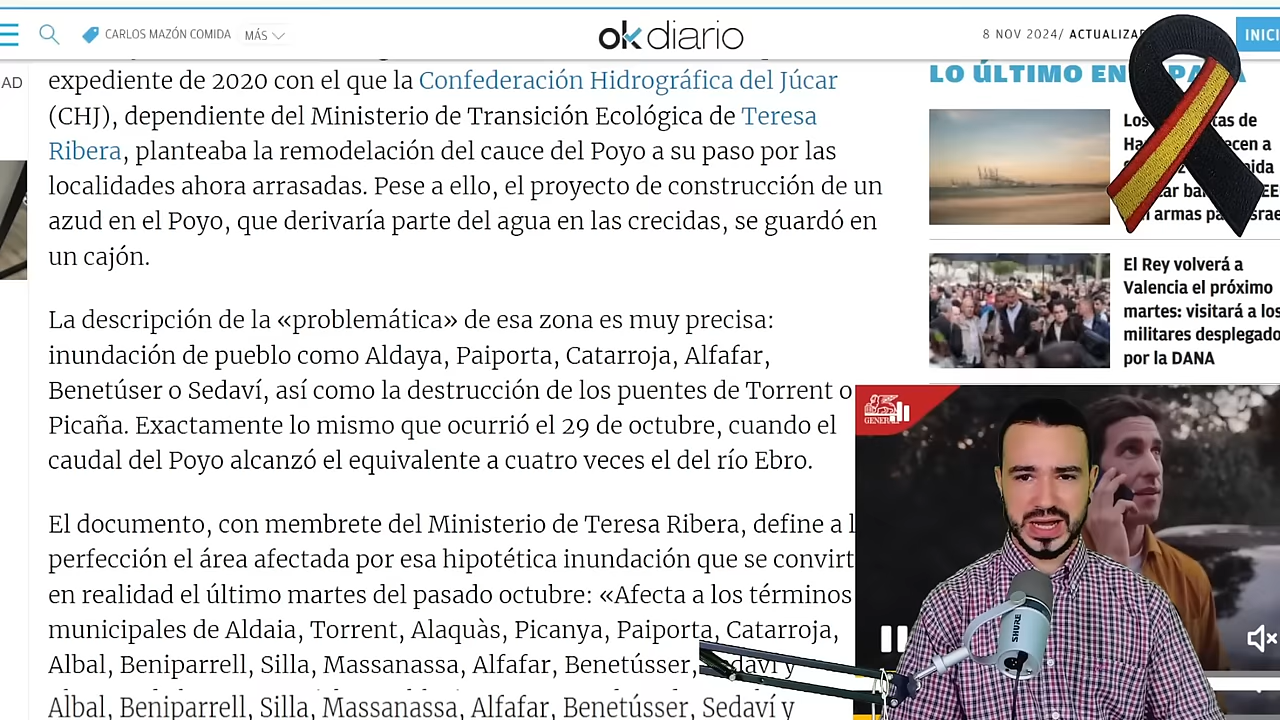 CARLOS MAZÓN COMIDA
MÁS
okdiario
8 NOV 2024/ ACTUALIZA
INICI
AD
expediente de 2020 con el que la Confederación Hidrográfica del Júcar
(CHJ), dependiente del Ministerio de Transición Ecológica de Teresa
Ribera, planteaba la remodelación del cauce del Poyo a su paso por las
localidades ahora arrasadas. Pese a ello, el proyecto de construcción de un
azud en el Poyo, que derivaría parte del agua en las crecidas, se guardó en
un cajón.
La descripción de la «problemática» de esa zona es muy precisa:
inundación de pueblo como Aldaya, Paiporta, Catarroja, Alfafar,
Benetúser o Sedaví, así como la destrucción de los puentes de Torrent o
Picaña. Exactamente lo mismo que ocurrió el 29 de octubre, cuando el
caudal del Poyo alcanzó el equivalente a cuatro veces el del río Ebro.
El documento, con membrete del Ministerio de Teresa Ribera, define a l
perfección el área afectada por esa hipotética inundación que se convirt
en realidad el último martes del pasado octubre: «Afecta a los términos
municipales de Aldaia, Torrent, Alaquàs, Picanya, Paiporta, Catarroja,
Albal, Beniparrell, Silla, Massanassa, Alfafar, Benetússer, Sedaví y
Albal, Beniparrell, Silla, Massanassa, Alfafar, Benetússer, Sedaví y
LO ÚLTIMO EN
Los tas de
Ha ecen a
ida
ar ba EE
armas pa srae
El Rey volverá a
Valencia el próximo
martes: visitará a los
militares desplegado
por la DANA
GENERALI
SHURE